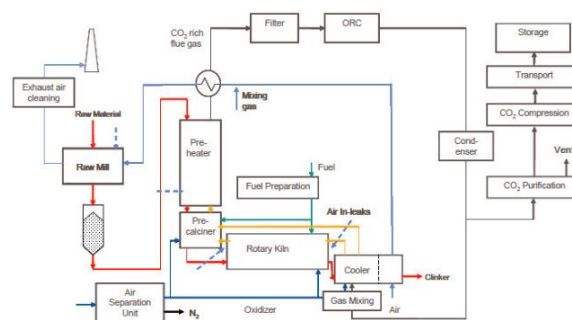 CO2 rich
flue gas
Filter
ORC
Storage
Transport
CO2 Compression
Vent
CO2 Purification
Exhaust air
cleaning
Raw Material
Raw Mill
Mixing
gas
Pre-
heater
Cond-
enser
Fuel
Fuel Preparation
Air In-leaks
Pre-
calciner
Rotary Kiln
Cooler
Clinker
Gas Mixing
Air
Air
Separation
Unit
N2
Oxidizer